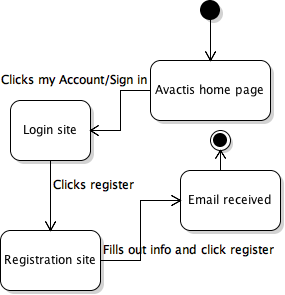 Clicks my Account/Sign in
Avactis home page
Login site
Clicks register
Email received
Fills out info and click register
Registration site